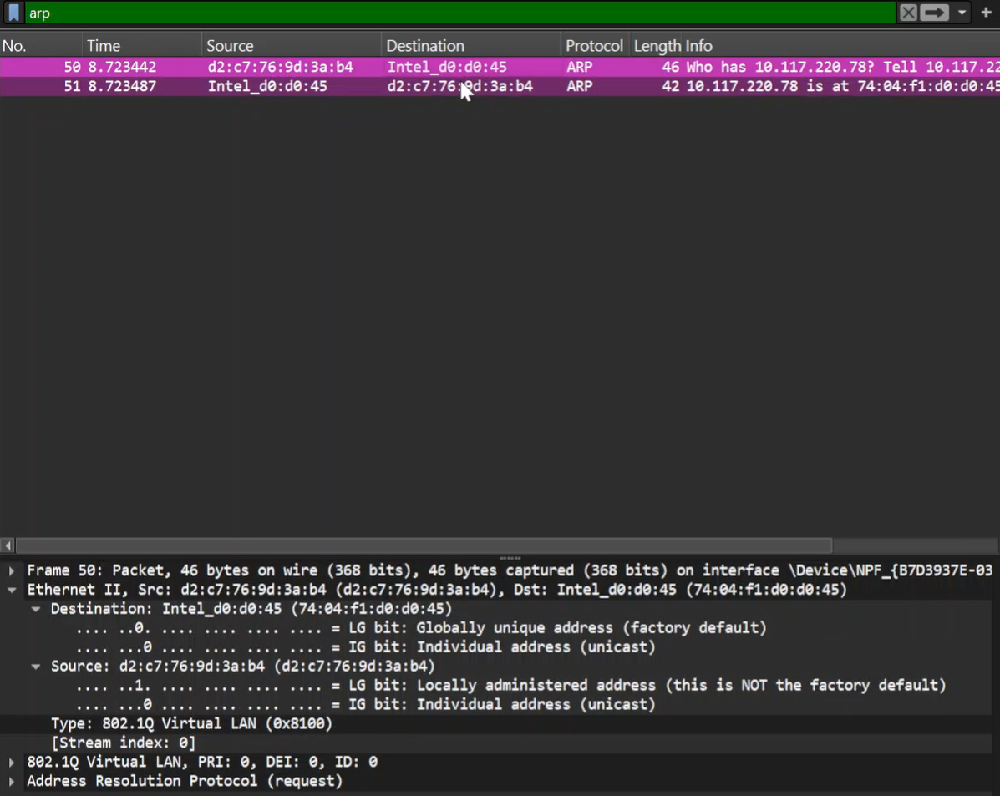 arp
No. Time Source Destination Protocol Length Info
50 8.723442 d2:c7:76:9d:3a:b4 Intel_d0:d0:45 ARP 46 Who has 10.117.220.78? Tell 10.117.22
51 8.723487 Intel_d0:d0:45 d2:c7:76:9d:3a:b4 ARP 42 10.117.220.78 is at 74:04:f1:d0:d0:45
Frame 50: Packet, 46 bytes on wire (368 bits), 46 bytes captured (368 bits) on interface \Device\NPF_{B7D3937E-03
Ethernet II, Src: d2:c7:76:9d:3a:b4 (d2:c7:76:9d:3a:b4), Dst: Intel_d0:d0:45 (74:04:f1:d0:d0:45)
Destination: Intel_d0:d0:45 (74:04:f1:d0:d0:45)
.... ..0. .... .... .... .... = LG bit: Globally unique address (factory default)
.... ...0 .... .... .... .... = IG bit: Individual address (unicast)
Source: d2:c7:76:9d:3a:b4 (d2:c7:76:9d:3a:b4)
.... ..1. .... .... .... .... = LG bit: Locally administered address (this is NOT the factory default)
.... ...0 .... .... .... .... = IG bit: Individual address (unicast)
Type: 802.1Q Virtual LAN (0x8100)
[Stream index: 0]
802.1Q Virtual LAN, PRI: 0, DEI: 0, ID: 0
Address Resolution Protocol (request)